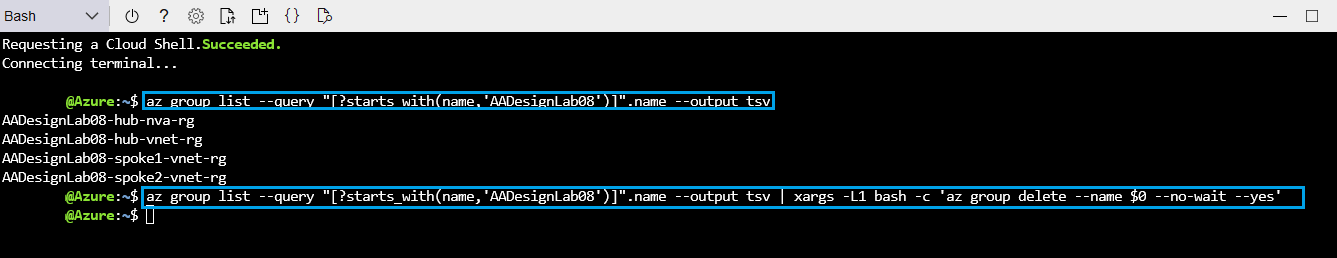 Bash
Requesting a Cloud Shell.Succeeded.
Connecting terminal...
@Azure:~$ az group list --query "[?starts_with(name,'AADesignLab08')]".name --output tsv
AADesignLab08-hub-nva-rg
AADesignLab08-hub-vnet-rg
AADesignLab08-spoke1-vnet-rg
AADesignLab08-spoke2-vnet-rg
@Azure:~$ az group list --query "[?starts_with(name,'AADesignLab08')]".name --output tsv | xargs -L1 bash -c 'az group delete --name $0 --no-wait --yes'
@Azure:~$